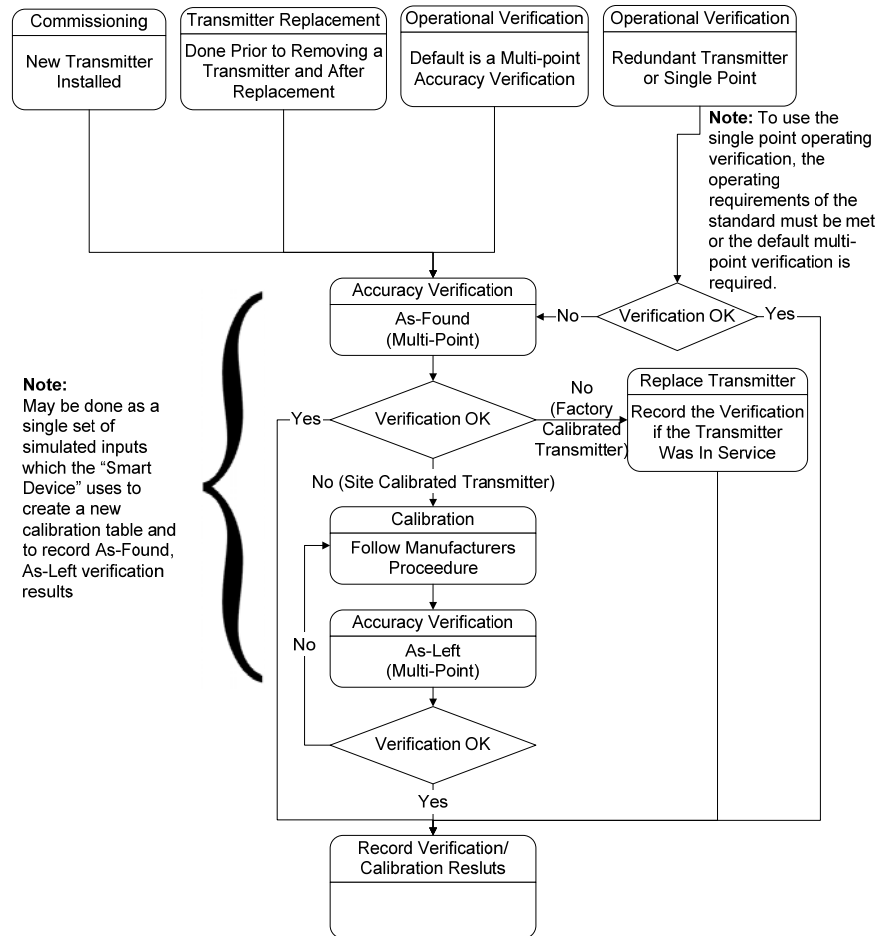 Commissioning
New Transmitter
Installed
Transmitter Replacement
Done Prior to Removing a
Transmitter and After
Replacement
Operational Verification
Default is a Multi-point
Accuracy Verification
Operational Verification
Redundant Transmitter
or Single Point
Note: To use the
single point operating
verification, the
operating
requirements of the
standard must be met
or the default multi-
point verification is
required.
Accuracy Verification
As-Found
(Multi-Point)
No
Verification OK
Yes
Note:
May be done as a
single set of
simulated inputs
which the “Smart
Device” uses to
create a new
calibration table and
to record As-Found,
As-Left verification
results
Yes
Verification OK
No
(Factory
Calibrated
Transmitter)
Replace Transmitter
Record the Verification
if the Transmitter
Was In Service
No (Site Calibrated Transmitter)
Calibration
Follow Manufacturers
Proceedure
Accuracy Verification
As-Left
(Multi-Point)
No
Verification OK
Yes
Record Verification/
Calibration Resluts